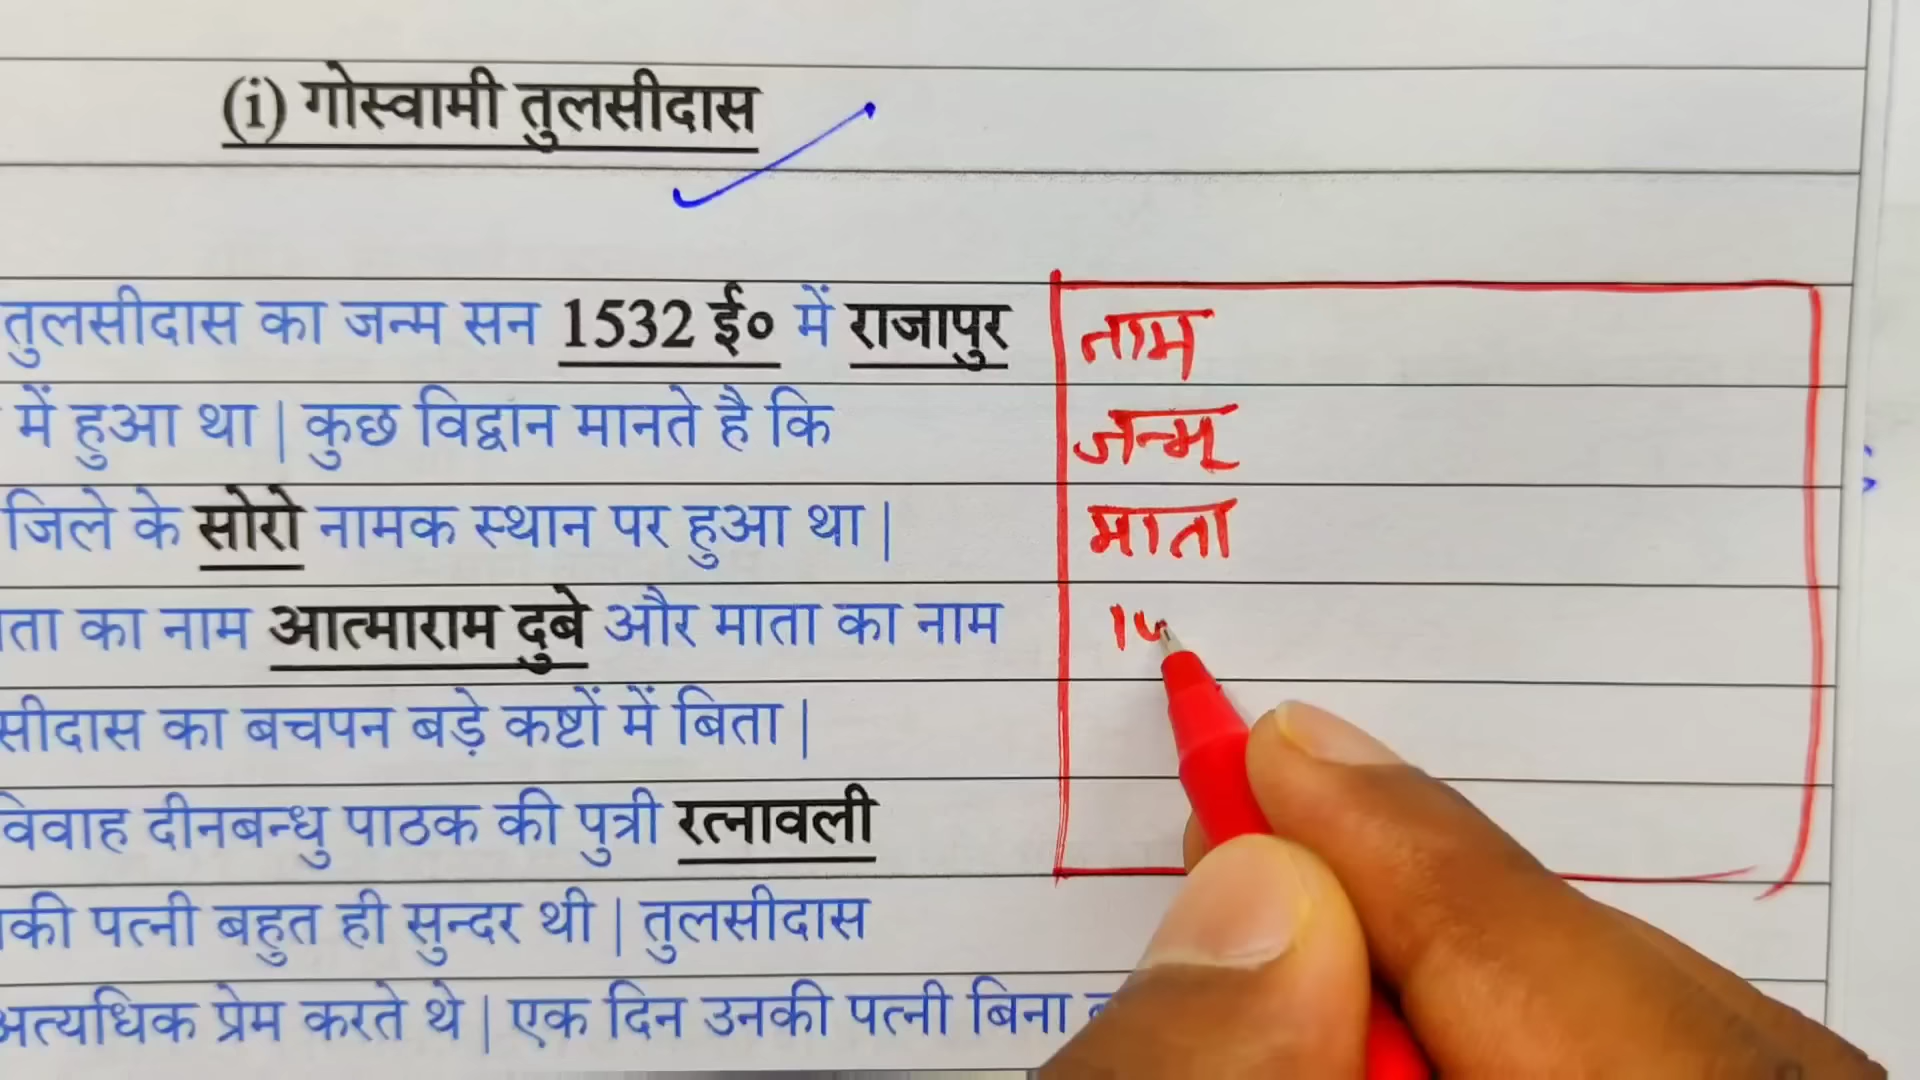 (i) गोस्वामी तुलसीदास
तुलसीदास का जन्म सन 1532 ई० में राजापुर
में हुआ था | कुछ विद्वान मानते है कि
जिले के सोरो नामक स्थान पर हुआ था |
का नाम आत्माराम दुबे और माता का नाम
का बचपन बड़े कष्टों में बिता |
विवाह दीनबन्धु पाठक की पुत्री रत्नावली
की पत्नी बहुत ही सुन्दर थी | तुलसीदास
अत्यधिक प्रेम करते थे | एक दिन उनकी पत्नी बिना
नाम
जन्म
माता